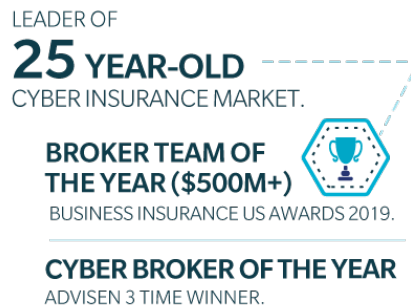 LEADER OF
25 YEAR-OLD
CYBER INSURANCE MARKET.
BROKER TEAM OF
THE YEAR ($500M+)
BUSINESS INSURANCE US AWARDS 2019.
CYBER BROKER OF THE YEAR
ADVISEN 3 TIME WINNER.